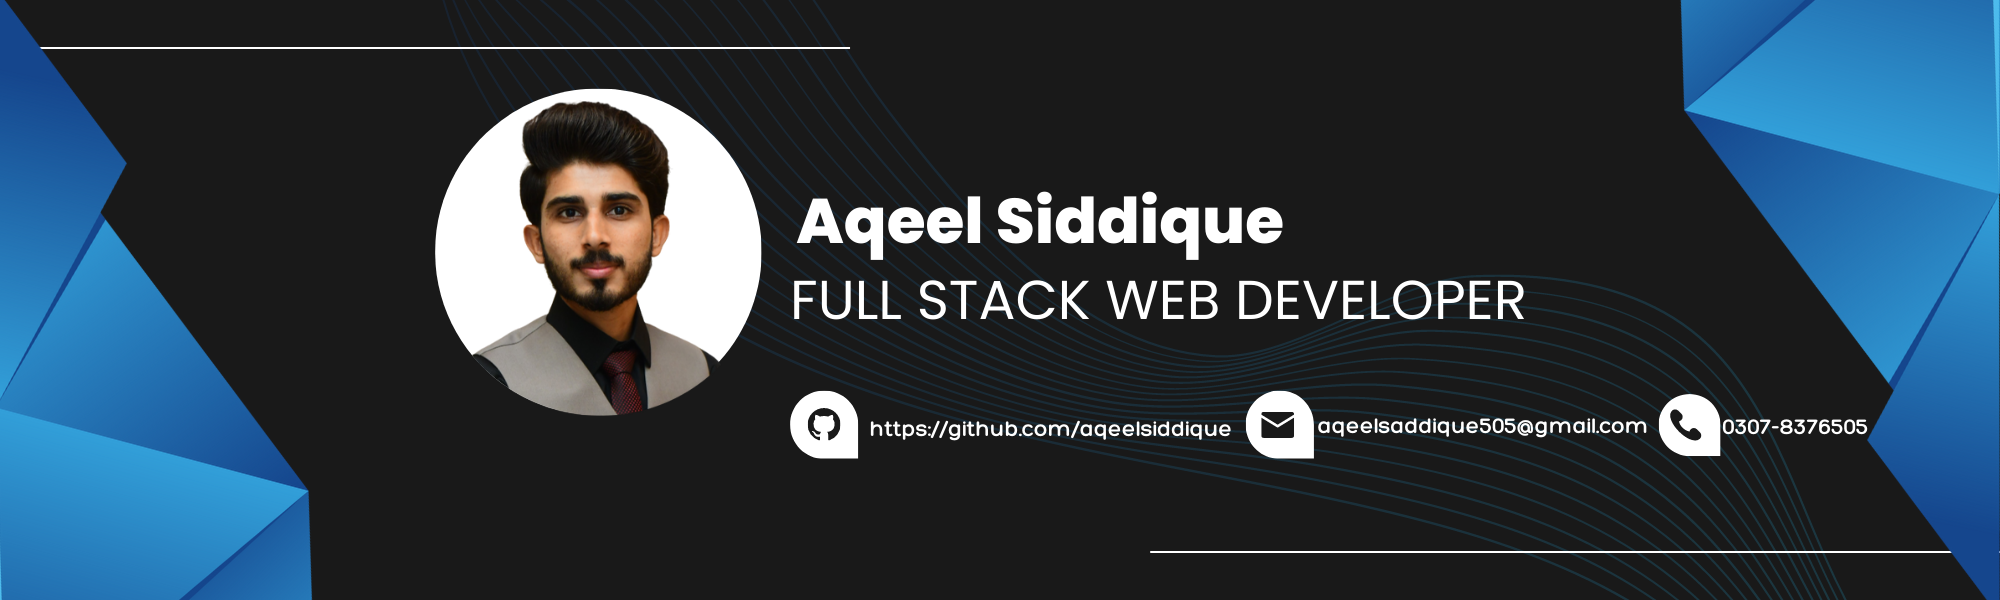 Aqeel Siddique
FULL STACK WEB DEVELOPER
https://github.com/aqeelsiddique
aqeelsaddique505@gmail.com
0307-8376505